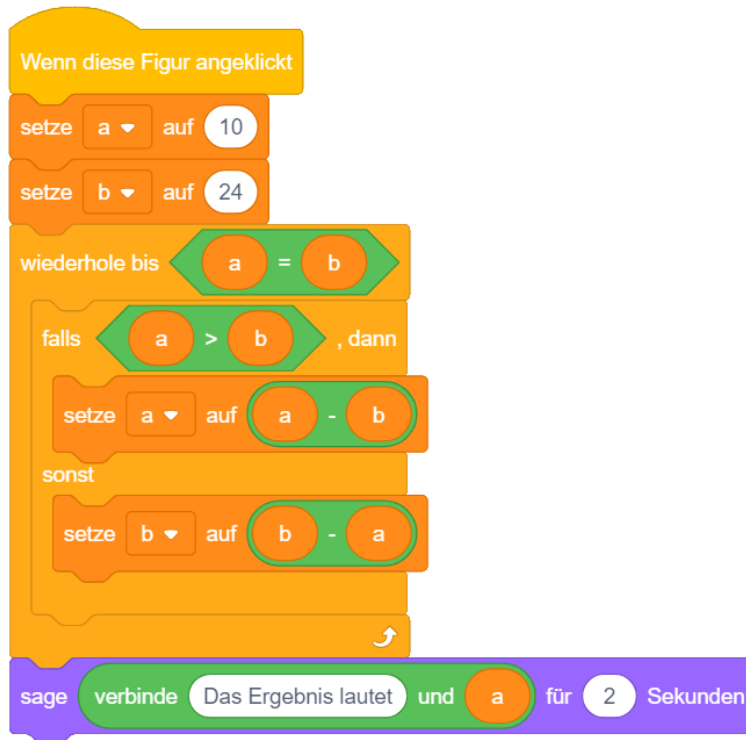 Wenn diese Figur angeklickt
setze a auf 10
setze b auf 24
wiederhole bis a = b
falls a > b , dann
setze a auf a - b
sonst
setze b auf b - a
sage verbinde Das Ergebnis lautet und a für 2 Sekunden